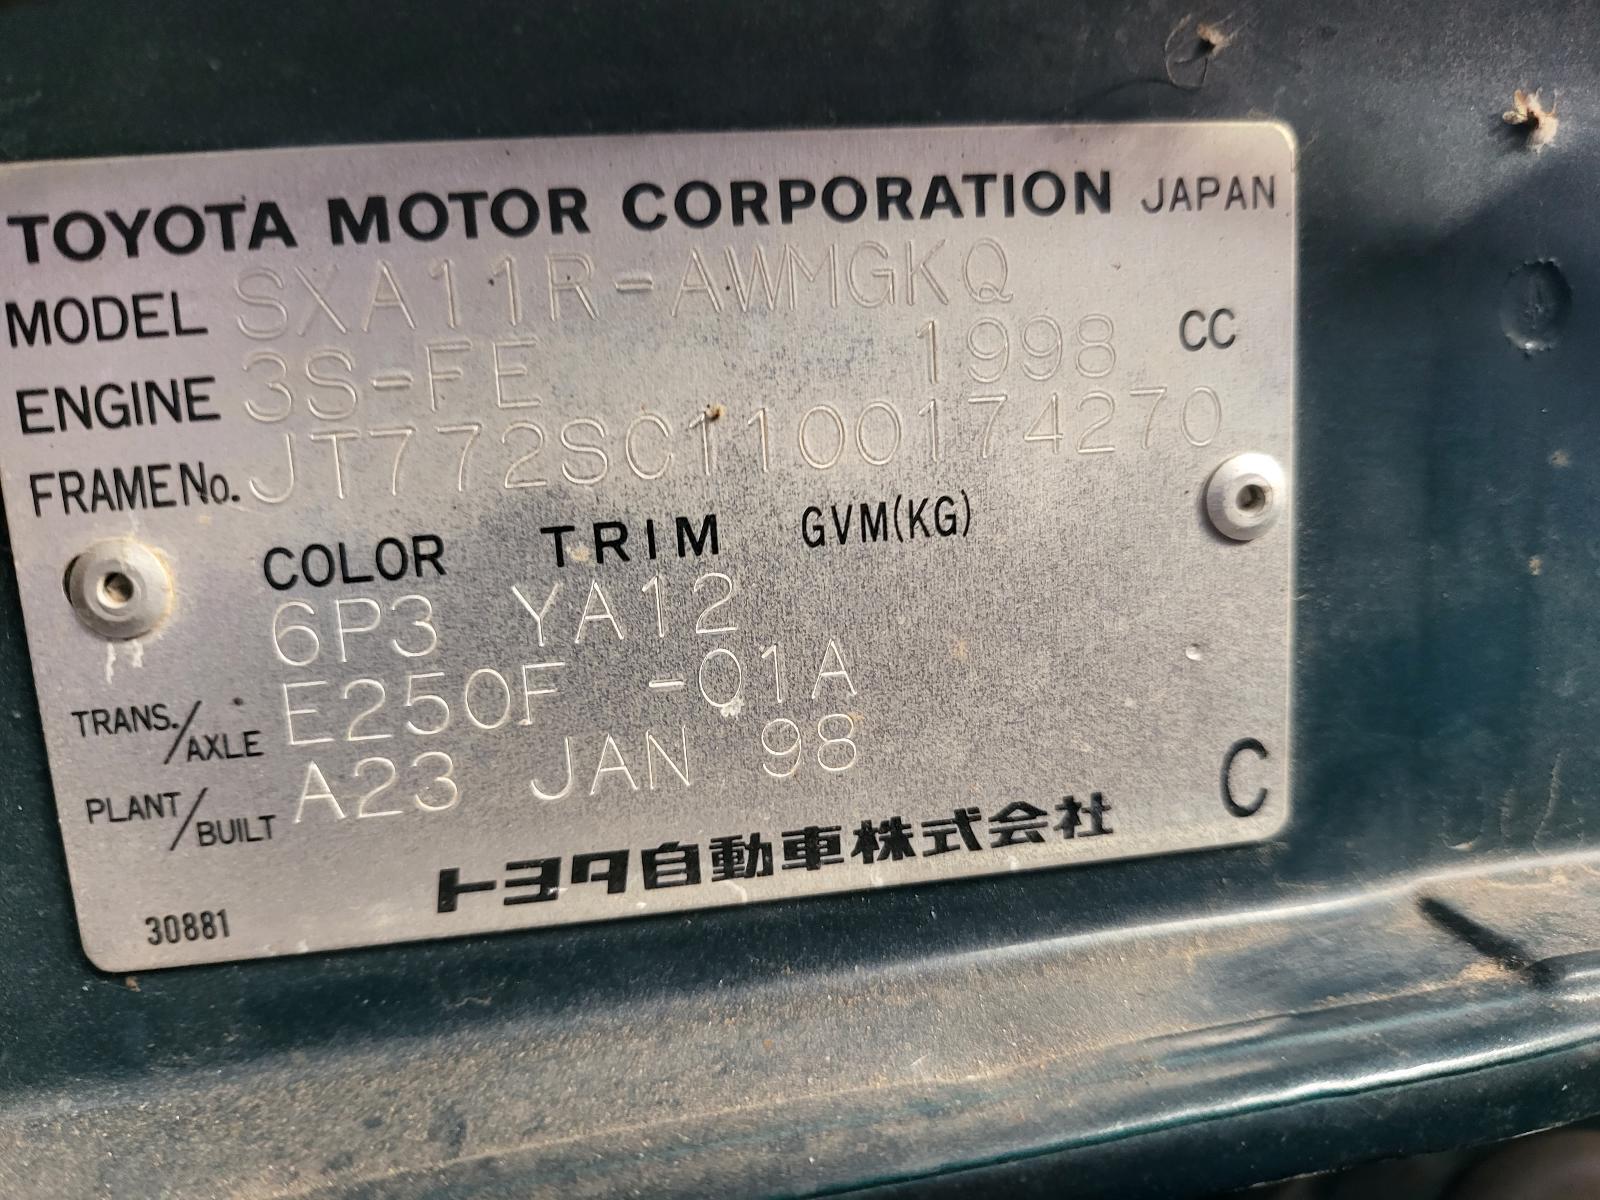 TOYOTA MOTOR CORPORATION JAPAN
MODEL SXA11R-AWMGKQ
ENGINE 3S-FE 1998 CC
FRAME No. JT772SC1100174270
COLOR TRIM GVM(KG)
6P3 YA12
TRANS./AXLE E250F -01A
PLANT/BUILT A23 JAN 98
C
トヨタ自動車株式会社
30881